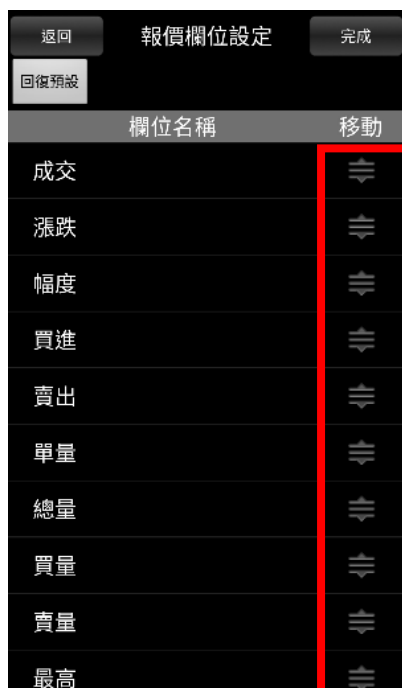 返回 報價欄位設定 完成
回復預設
欄位名稱 移動
成交
漲跌
幅度
買進
賣出
單量
總量
買量
賣量
最高